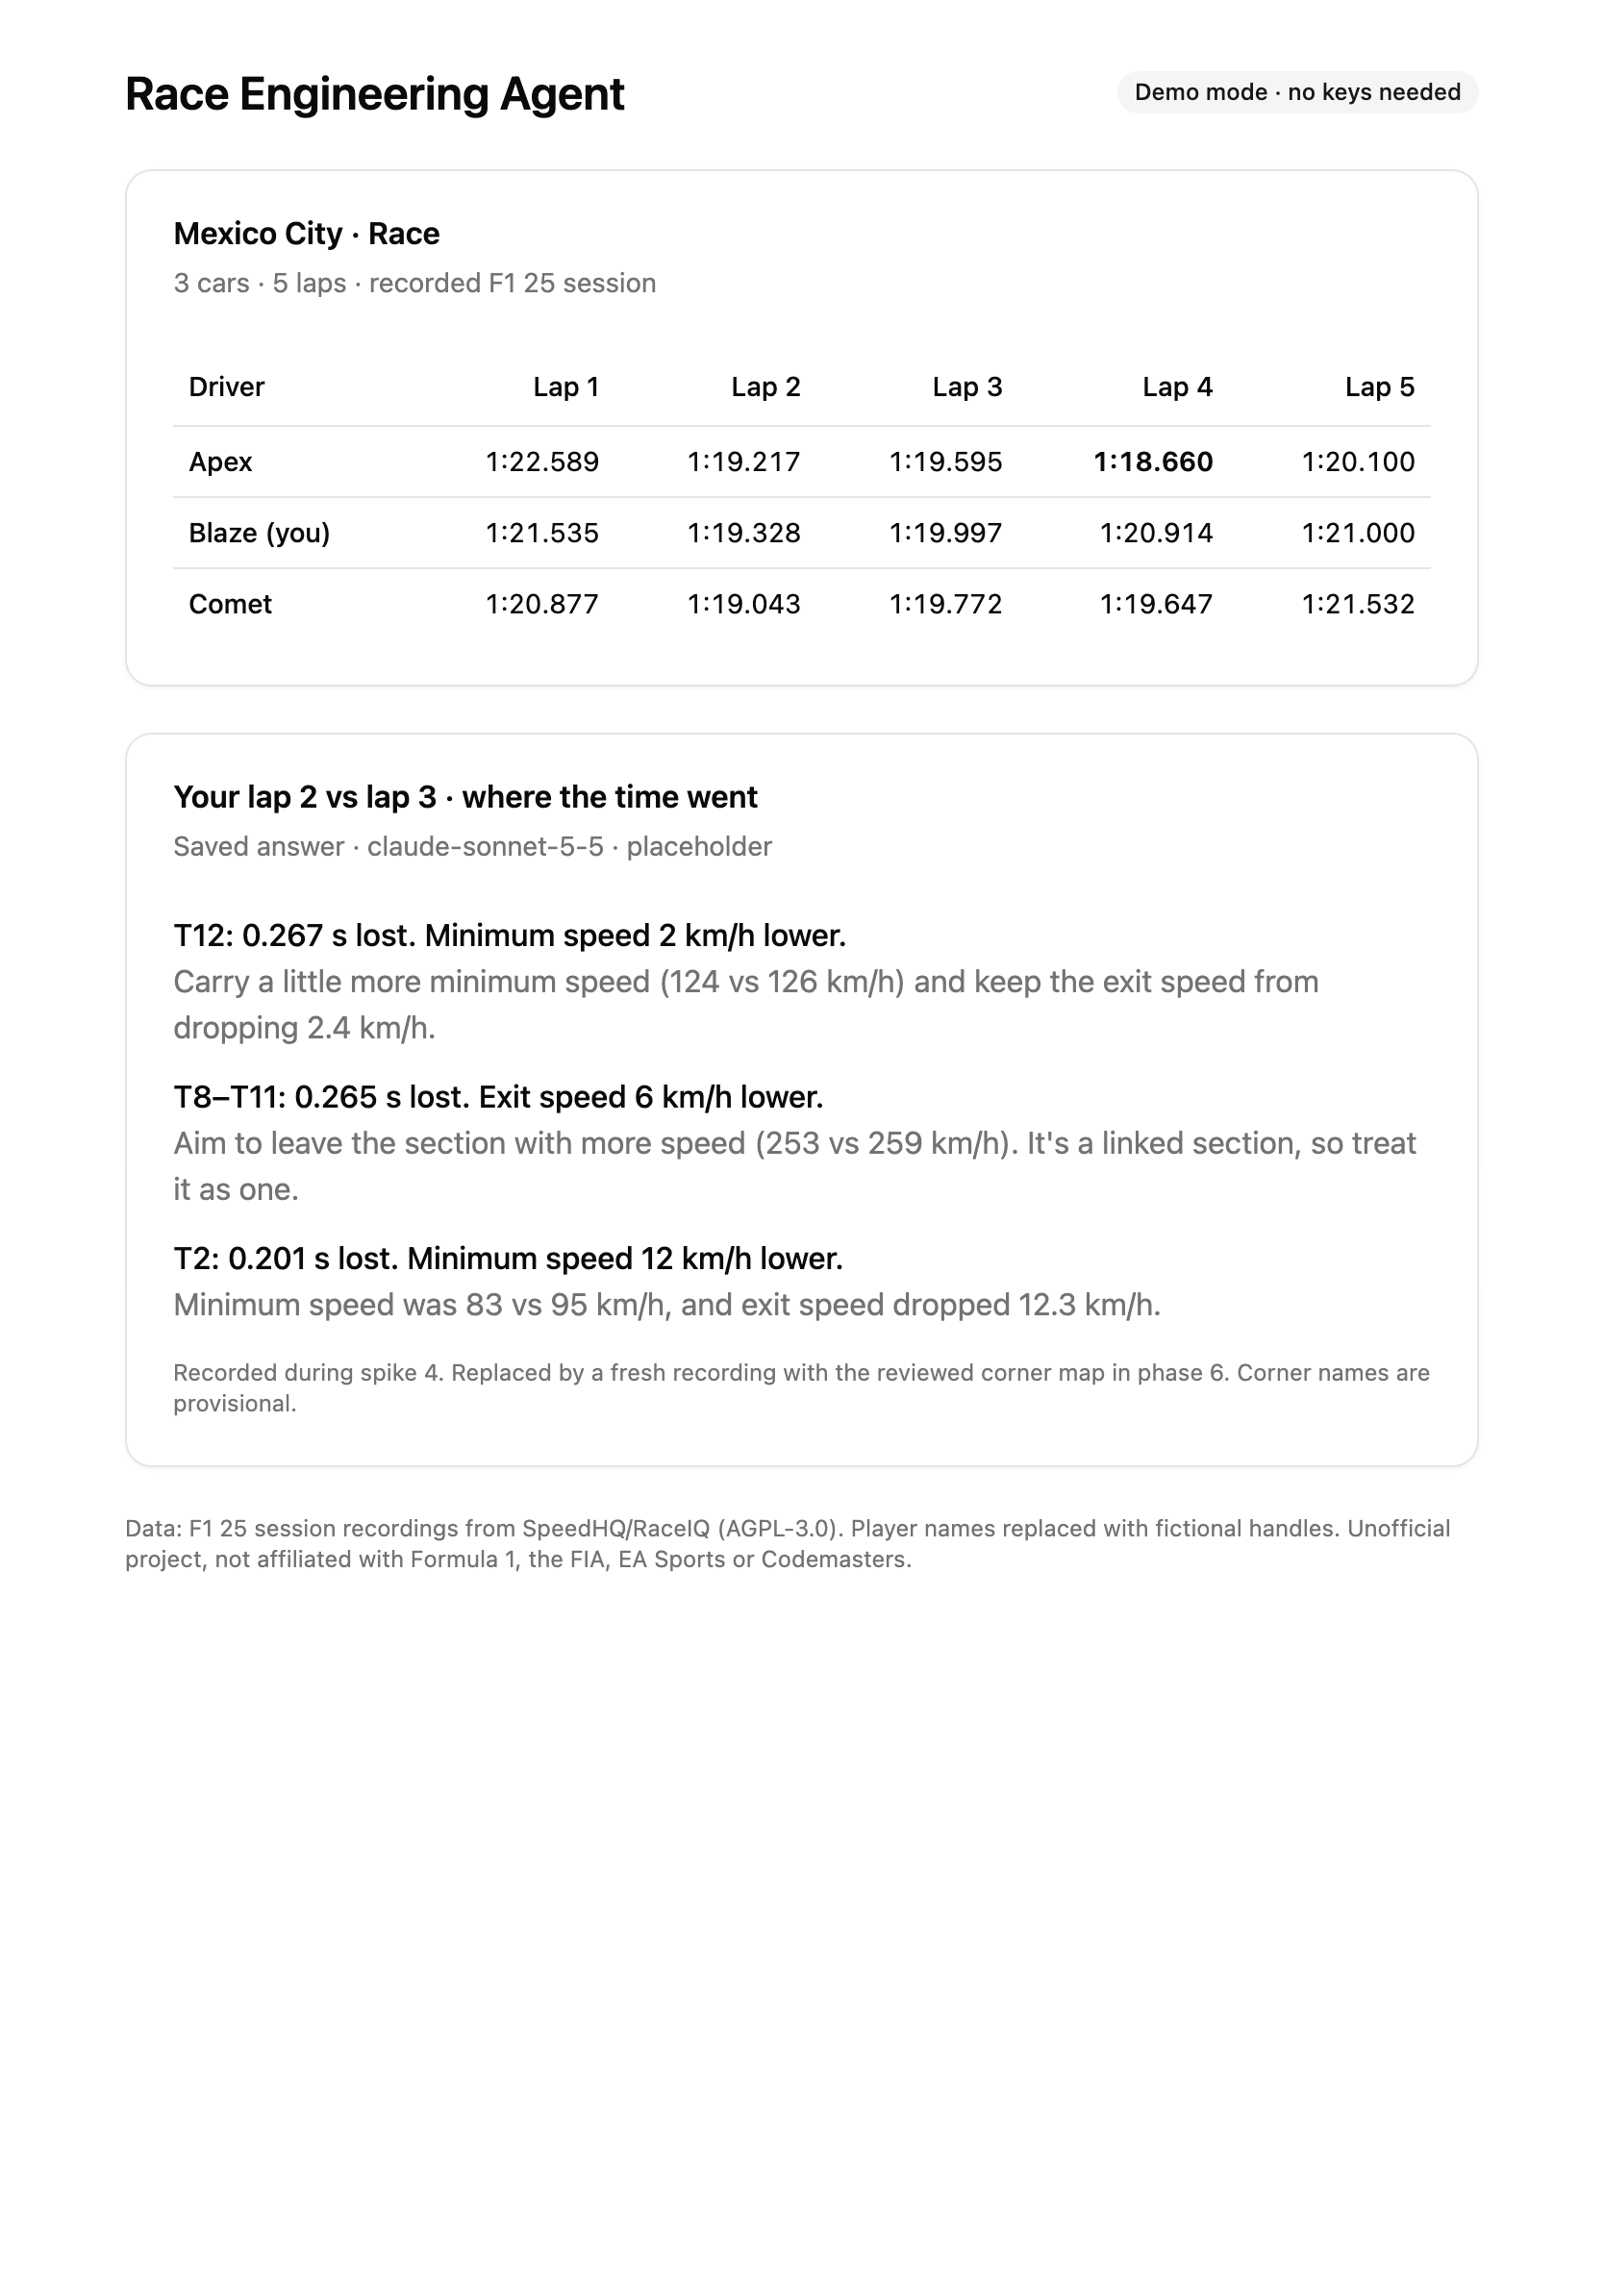 Race Engineering Agent
Demo mode · no keys needed
Mexico City · Race
3 cars · 5 laps · recorded F1 25 session
Driver Lap 1 Lap 2 Lap 3 Lap 4 Lap 5
Apex 1:22.589 1:19.217 1:19.595 1:18.660 1:20.100
Blaze (you) 1:21.535 1:19.328 1:19.997 1:20.914 1:21.000
Comet 1:20.877 1:19.043 1:19.772 1:19.647 1:21.532
Your lap 2 vs lap 3 · where the time went
Saved answer · claude-sonnet-5-5 · placeholder
T12: 0.267 s lost. Minimum speed 2 km/h lower.
Carry a little more minimum speed (124 vs 126 km/h) and keep the exit speed from
dropping 2.4 km/h.
T8–T11: 0.265 s lost. Exit speed 6 km/h lower.
Aim to leave the section with more speed (253 vs 259 km/h). It's a linked section, so treat
it as one.
T2: 0.201 s lost. Minimum speed 12 km/h lower.
Minimum speed was 83 vs 95 km/h, and exit speed dropped 12.3 km/h.
Recorded during spike 4. Replaced by a fresh recording with the reviewed corner map in phase 6. Corner names are
provisional.
Data: F1 25 session recordings from SpeedHQ/RaceIQ (AGPL-3.0). Player names replaced with fictional handles. Unofficial
project, not affiliated with Formula 1, the FIA, EA Sports or Codemasters.